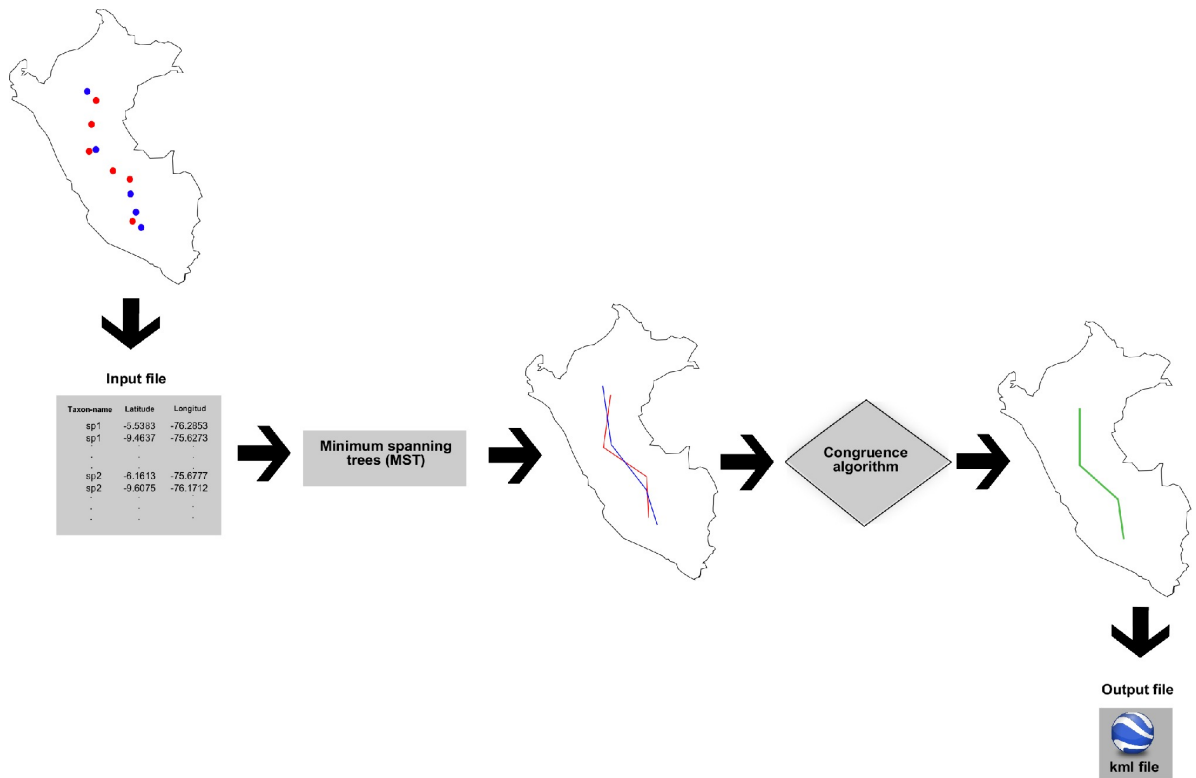 Input file
Taxon-name Latitude Longitud
sp1 -5.5383 -76.2853
sp1 -9.4637 -75.6273
. . .
. . .
sp2 -6.1613 -75.6777
sp2 -9.6075 -76.1712
. . .
. . .
. . .
Minimum spanning
trees (MST)
Congruence
algorithm
Output file
kml file